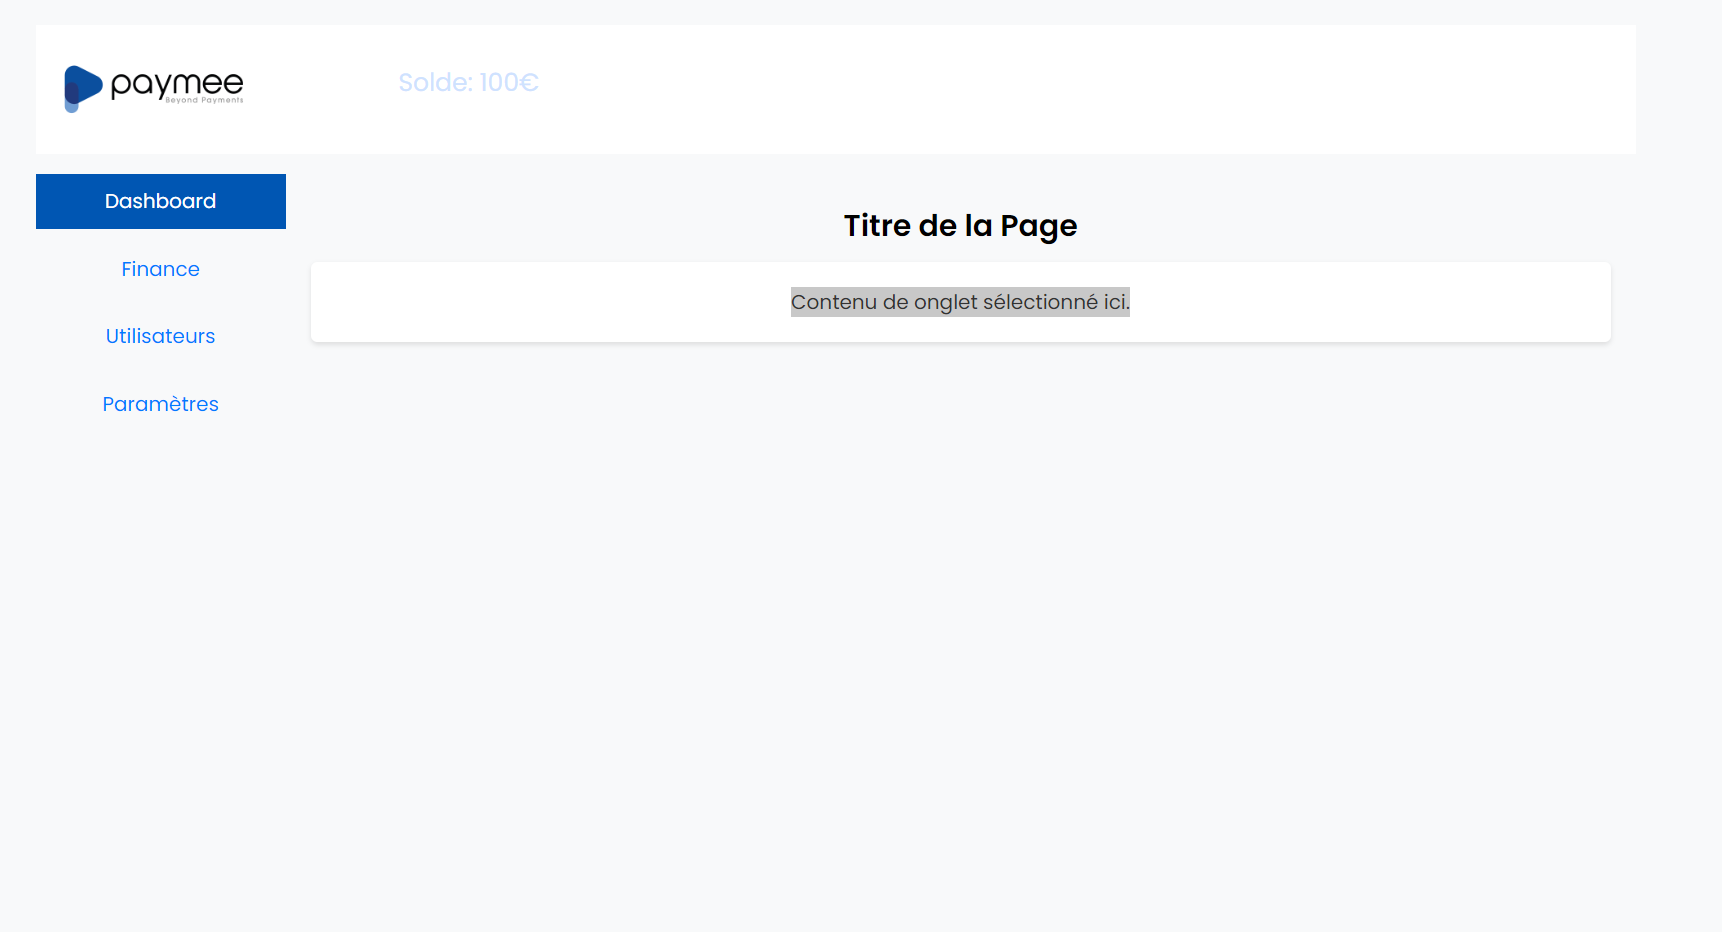 paymee
Beyond Payments
Solde: 100€
Dashboard
Finance
Utilisateurs
Paramètres
Titre de la Page
Contenu de onglet sélectionné ici.